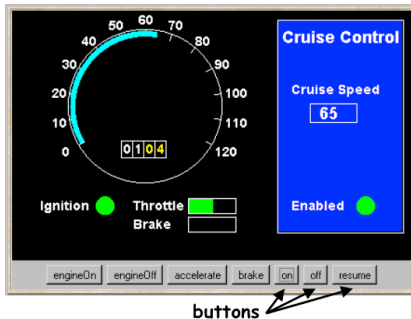 50 60 70
40 80
30 90
20 100
10 110
0 120
0104
Cruise Control
Cruise Speed
65
Ignition Throttle Enabled
Brake
engineOn engineOff accelerate brake on off resume
buttons